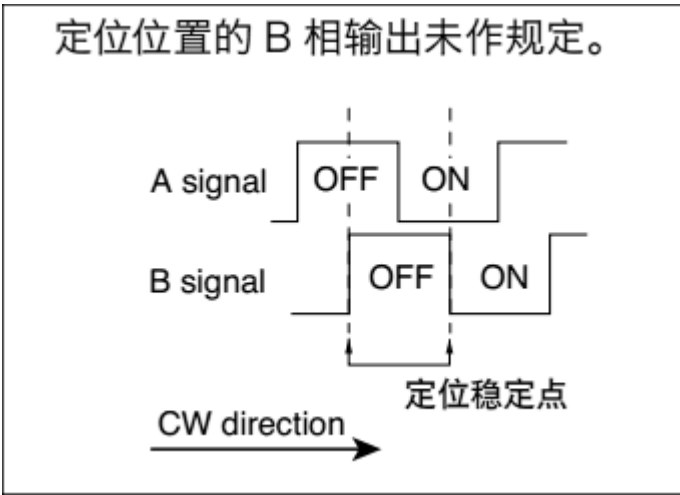 定位位置的 B 相输出未作规定。
A signal OFF ON
B signal OFF ON
定位稳定点
CW direction